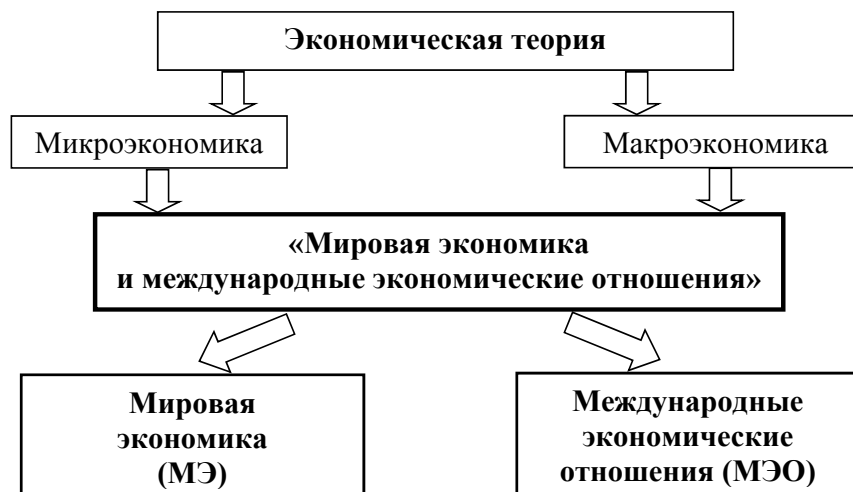 Экономическая теория
Микроэкономика
Макроэкономика
«Мировая экономика
и международные экономические отношения»
Мировая
экономика
(МЭ)
Международные
экономические
отношения (МЭО)